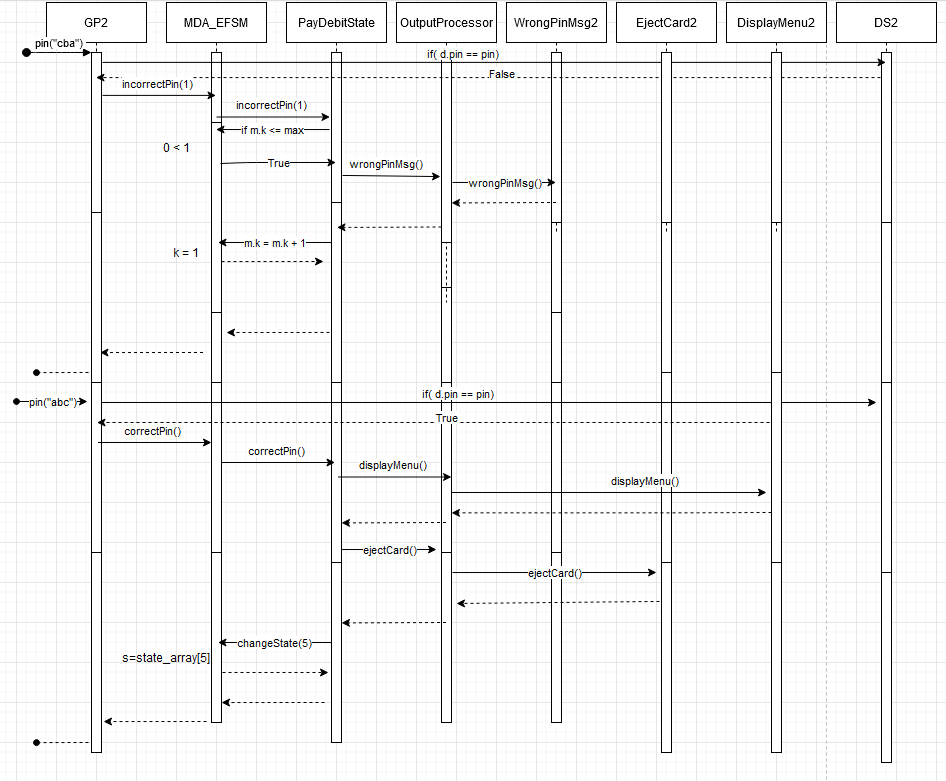 GP2
MDA_EFSM
PayDebitState
OutputProcessor
WrongPinMsg2
EjectCard2
DisplayMenu2
DS2
pin("cba")
if( d.pin == pin)
False
incorrectPin(1)
incorrectPin(1)
if m.k <= max
0 < 1
True
wrongPinMsg()
wrongPinMsg()
m.k = m.k + 1
k = 1
if( d.pin == pin)
pin("abc")
True
correctPin()
correctPin()
displayMenu()
displayMenu()
ejectCard()
ejectCard()
changeState(5)
s=state_array[5]